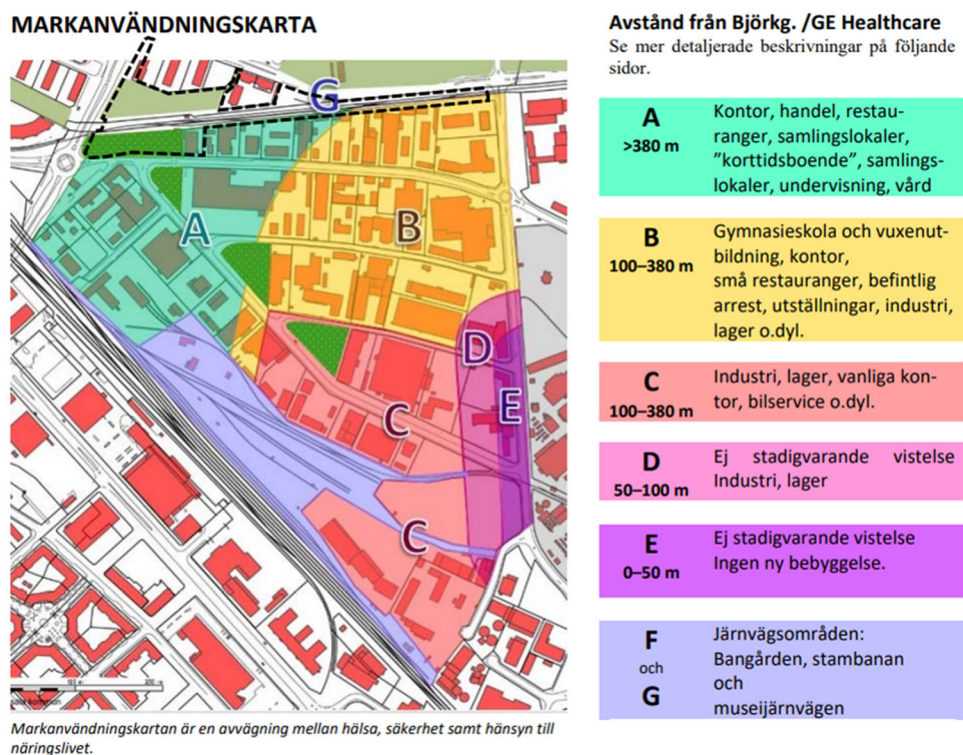 MARKANVÄNDNINGSKARTA
G
A
B
D
E
C
C
Markanvändningskartan är en avvägning mellan hälsa, säkerhet samt hänsyn till
näringslivet.
Avstånd från Björkg. /GE Healthcare
Se mer detaljerade beskrivningar på följande
sidor.
A
>380 m
Kontor, handel, restau-
ranger, samlingslokaler,
”korttidsboende”, samlings-
lokaler, undervisning, vård
B
100–380 m
Gymnasieskola och vuxenut-
bildning, kontor,
små restauranger, befintlig
arrest, utställningar, industri,
lager o.dyl.
C
100–380 m
Industri, lager, vanliga kon-
tor, bilservice o.dyl.
D
50–100 m
Ej stadigvarande vistelse
Industri, lager
E
0–50 m
Ej stadigvarande vistelse
Ingen ny bebyggelse.
F
och
G
Järnvägsområden:
Bangården, stambanan
och
museijärnvägen